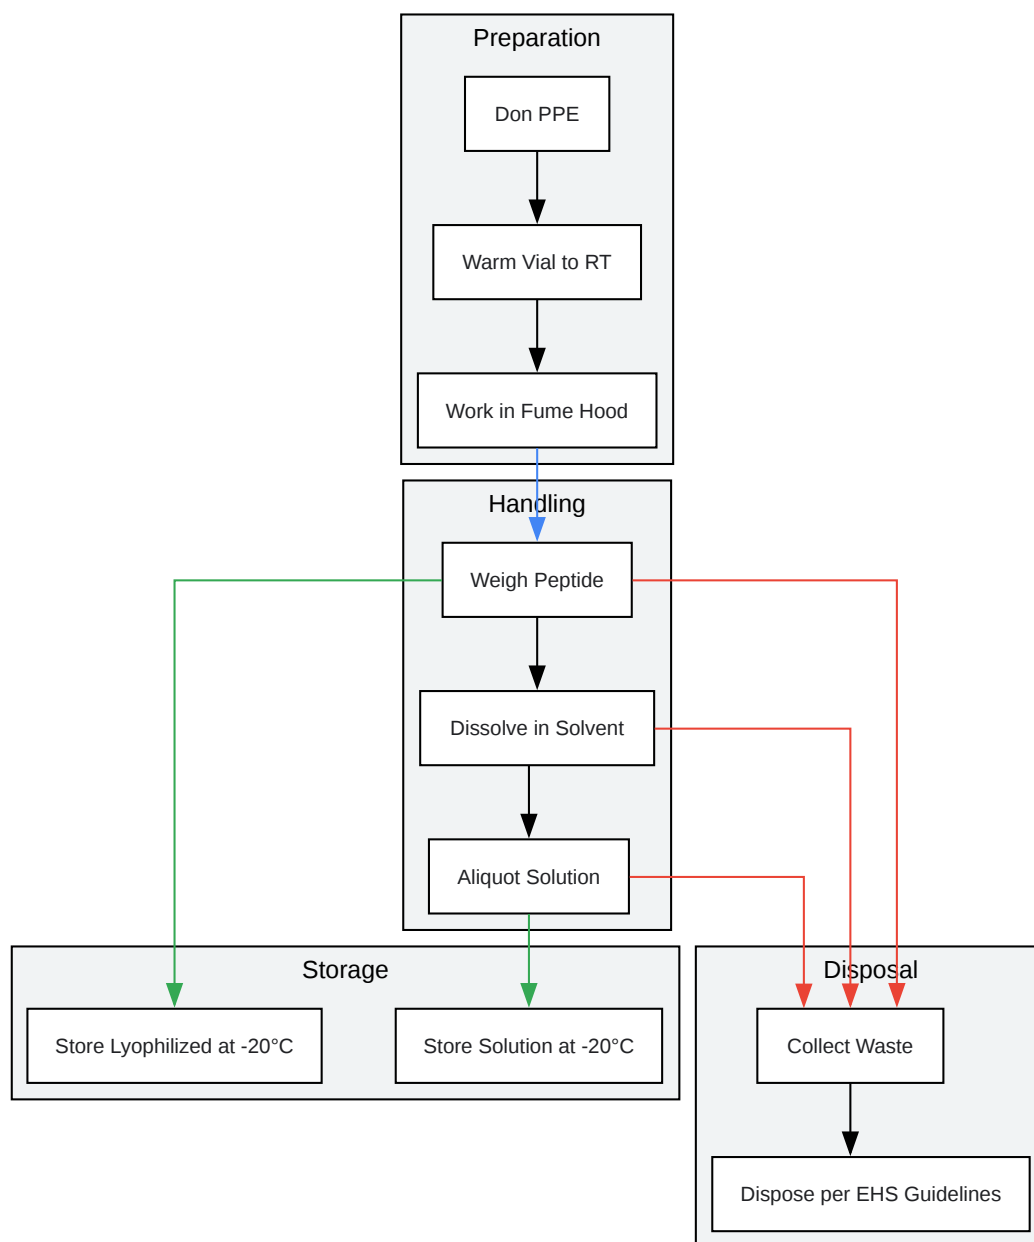 Preparation
Don PPE
Warm Vial to RT
Work in Fume Hood
Handling
Weigh Peptide
Dissolve in Solvent
Aliquot Solution
Storage
Store Lyophilized at -20°C
Store Solution at -20°C
Disposal
Collect Waste
Dispose per EHS Guidelines